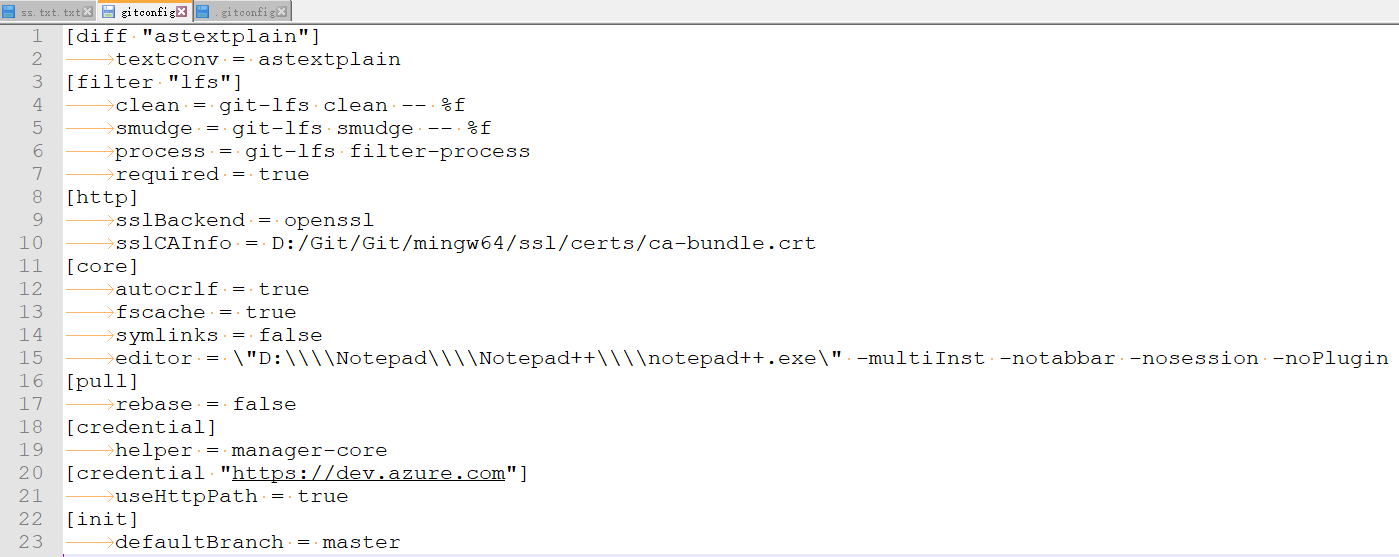 ss.txt.txt gitconfig .gitconfig
1 [diff "astextplain"]
2 textconv = astextplain
3 [filter "lfs"]
4 clean = git-lfs clean -- %f
5 smudge = git-lfs smudge -- %f
6 process = git-lfs filter-process
7 required = true
8 [http]
9 sslBackend = openssl
10 sslCAInfo = D:/Git/Git/mingw64/ssl/certs/ca-bundle.crt
11 [core]
12 autocrlf = true
13 fscache = true
14 symlinks = false
15 editor = \"D:\\\\Notepad\\\\Notepad++\\\\notepad++.exe\" -multiInst -notabbar -nosession -noPlugin
16 [pull]
17 rebase = false
18 [credential]
19 helper = manager-core
20 [credential "https://dev.azure.com"]
21 useHttpPath = true
22 [init]
23 defaultBranch = master